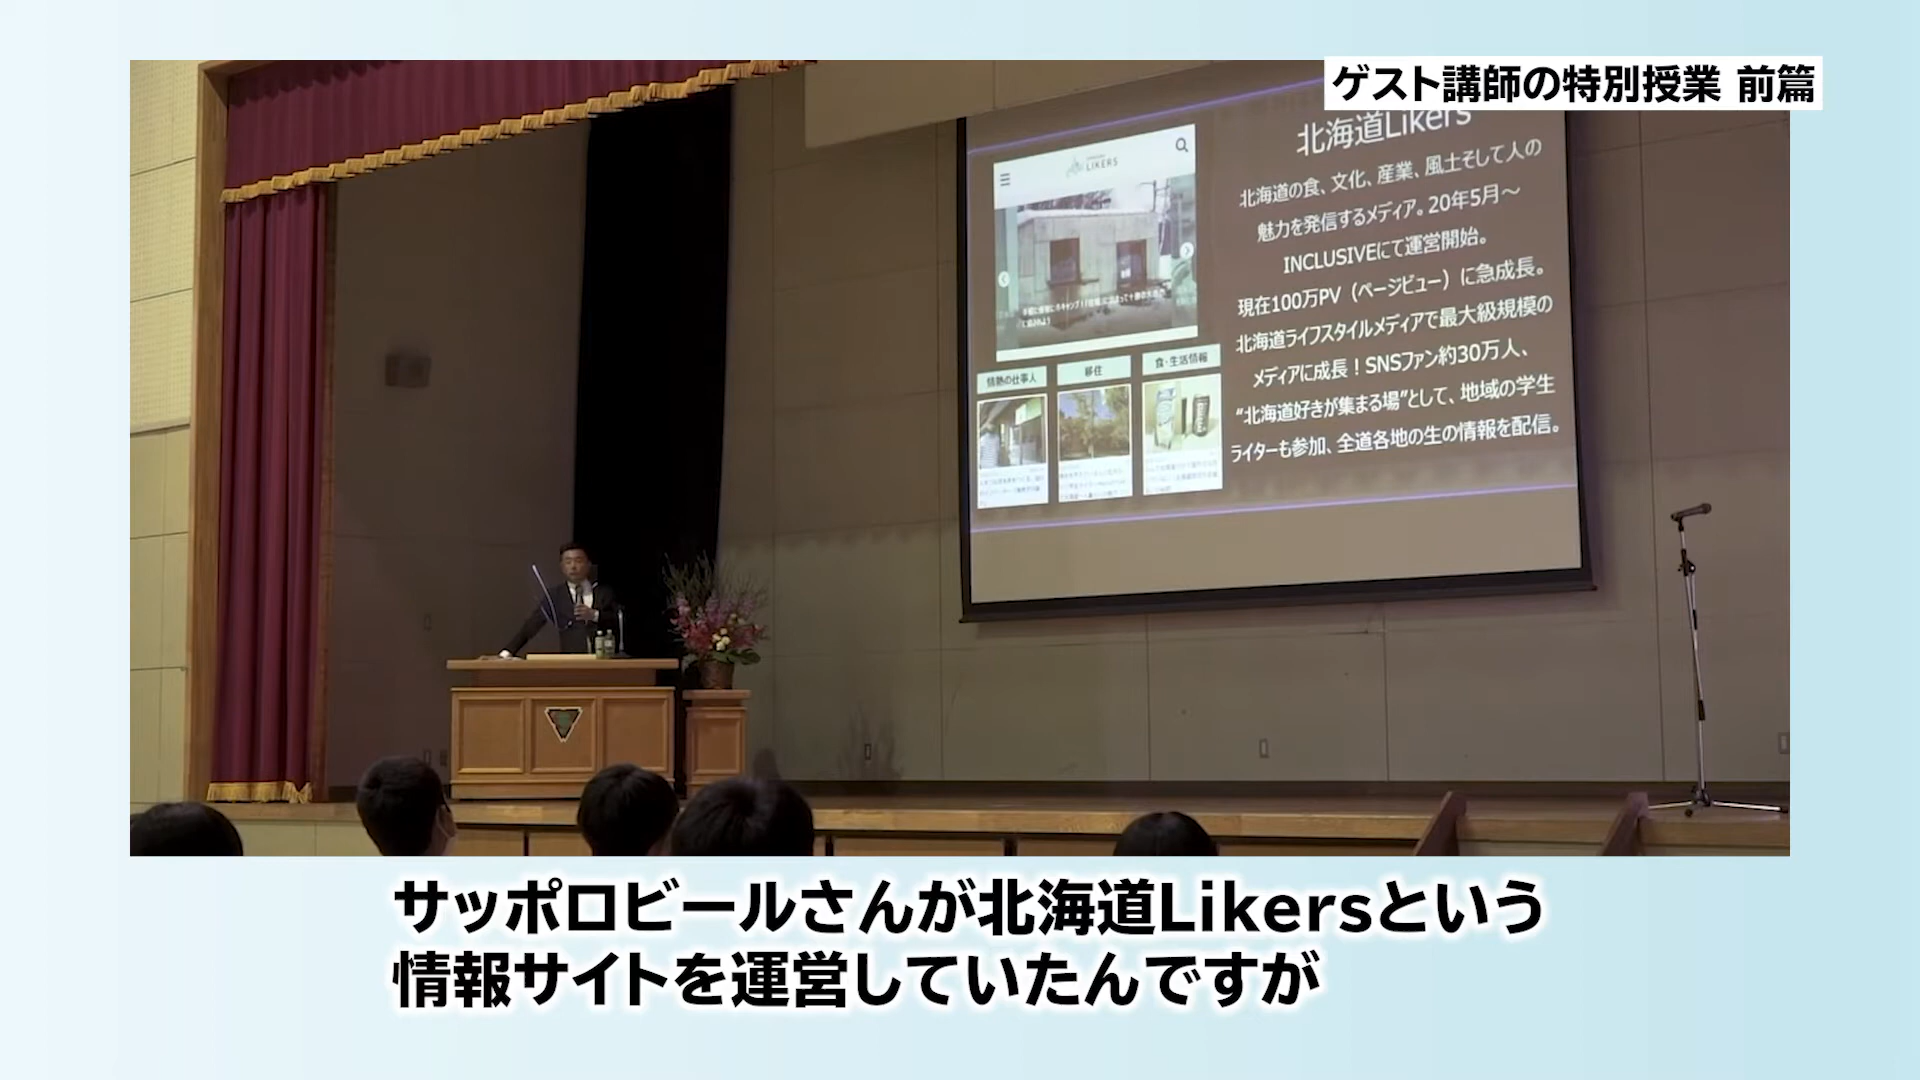 ゲスト講師の特別授業 前篇
北海道Likers
北海道の食、文化、産業、風土そして人の
魅力を発信するメディア。20年5月～
INCLUSIVEにて運営開始。
現在100万PV（ページビュー）に急成長。
北海道ライフスタイルメディアで最大級規模の
メディアに成長！SNSファン約30万人、
“北海道好きが集まる場”として、地域の学生
ライターも参加、全道各地の生の情報を配信。
LIKERS
情熱の仕事人
移住
食・生活情報
サッポロビールさんが北海道Likersという
情報サイトを運営していたんですが